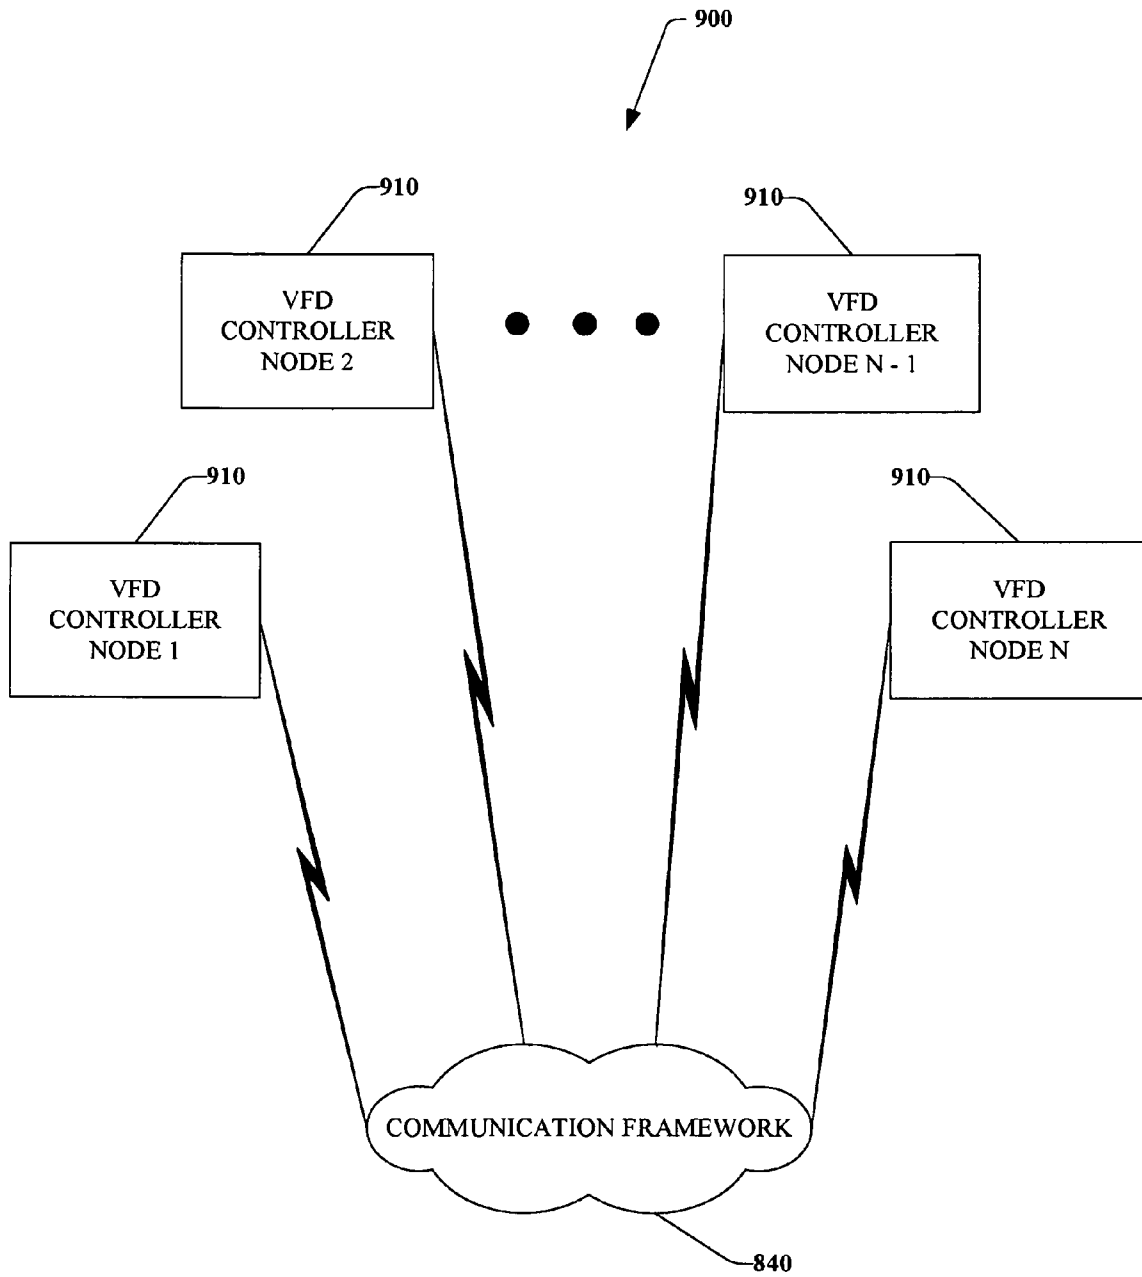 900
910
910
VFD
CONTROLLER
NODE 2
VFD
CONTROLLER
NODE N - 1
910
910
VFD
CONTROLLER
NODE 1
VFD
CONTROLLER
NODE N
COMMUNICATION FRAMEWORK
840